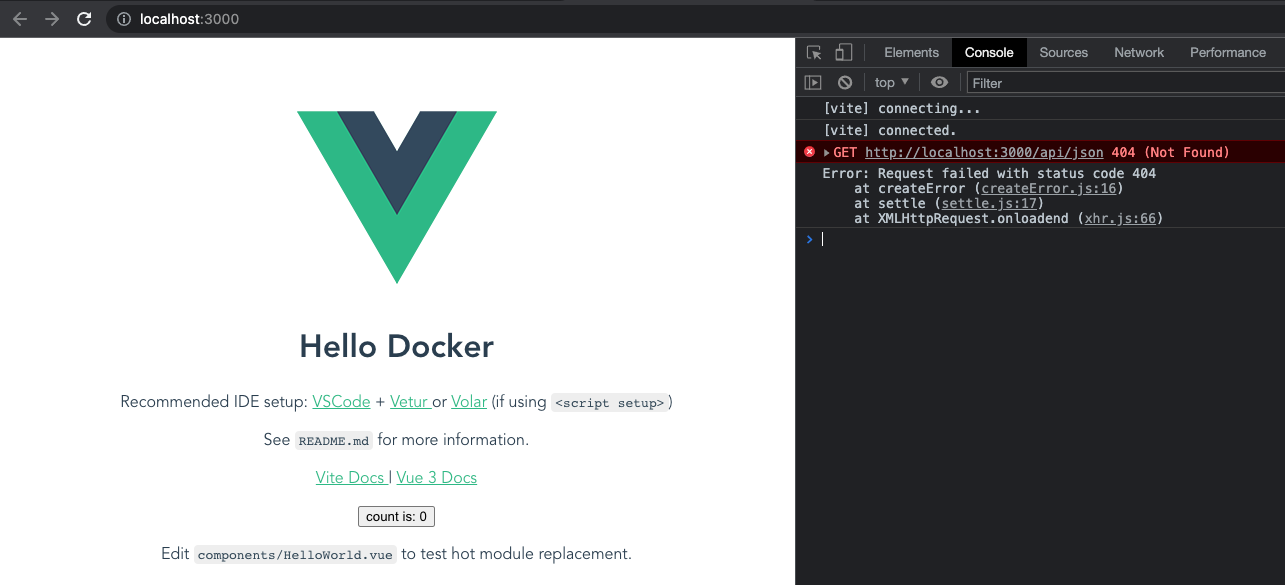 localhost:3000
Elements Console Sources Network Performance
top Filter
[vite] connecting...
[vite] connected.
GET http://localhost:3000/api/json 404 (Not Found)
Error: Request failed with status code 404
at createError (createError.js:16)
at settle (settle.js:17)
at XMLHttpRequest.onloadend (xhr.js:66)
Hello Docker
Recommended IDE setup: VSCode + Vetur or Volar (if using <script setup>)
See README.md for more information.
Vite Docs | Vue 3 Docs
count is: 0
Edit components/HelloWorld.vue to test hot module replacement.